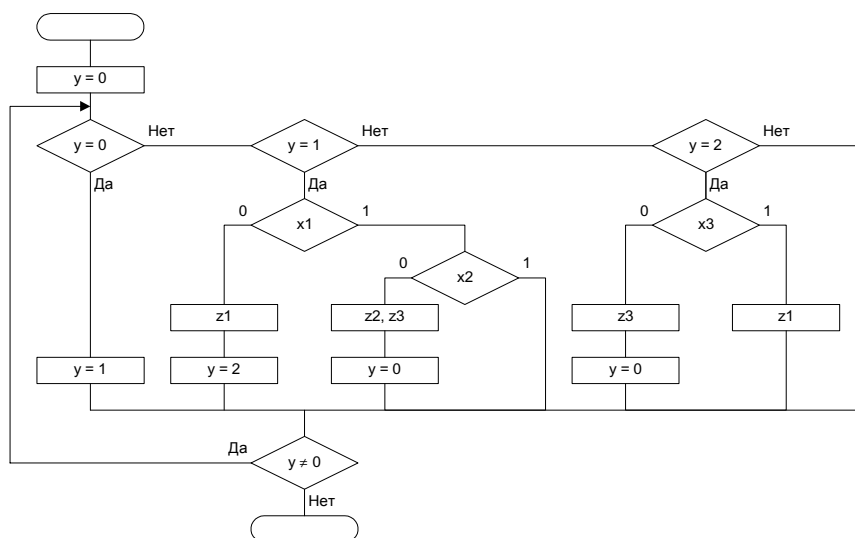 y = 0
Нет
Нет
Нет
y = 0
y = 1
y = 2
Да
Да
Да
0
1
0
1
x1
x3
0
1
x2
z1
z2, z3
z3
z1
y = 1
y = 2
y = 0
y = 0
Да
y ≠ 0
Нет